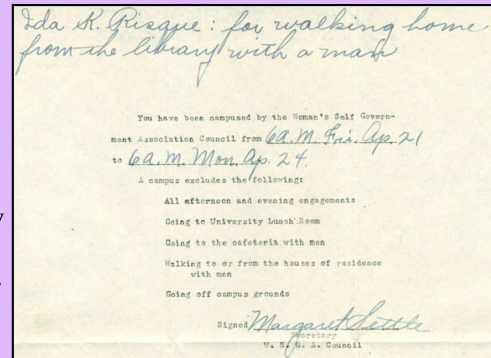 Ida K. Risque: for walking home
from the library with a man
You have been campused by the Woman's Self Govern-
ment Association Council from 6 A.M. Fri. Ap. 21
to 6 A.M. Mon. Ap. 24.
A campus excludes the following:
All afternoon and evening engagements
Going to University Lunch Room
Going to the cafeteria with men
Walking to or from the houses of residence
with men
Going off campus grounds
Signed Margaret Settle
Secretary
W. S. G. A. Council